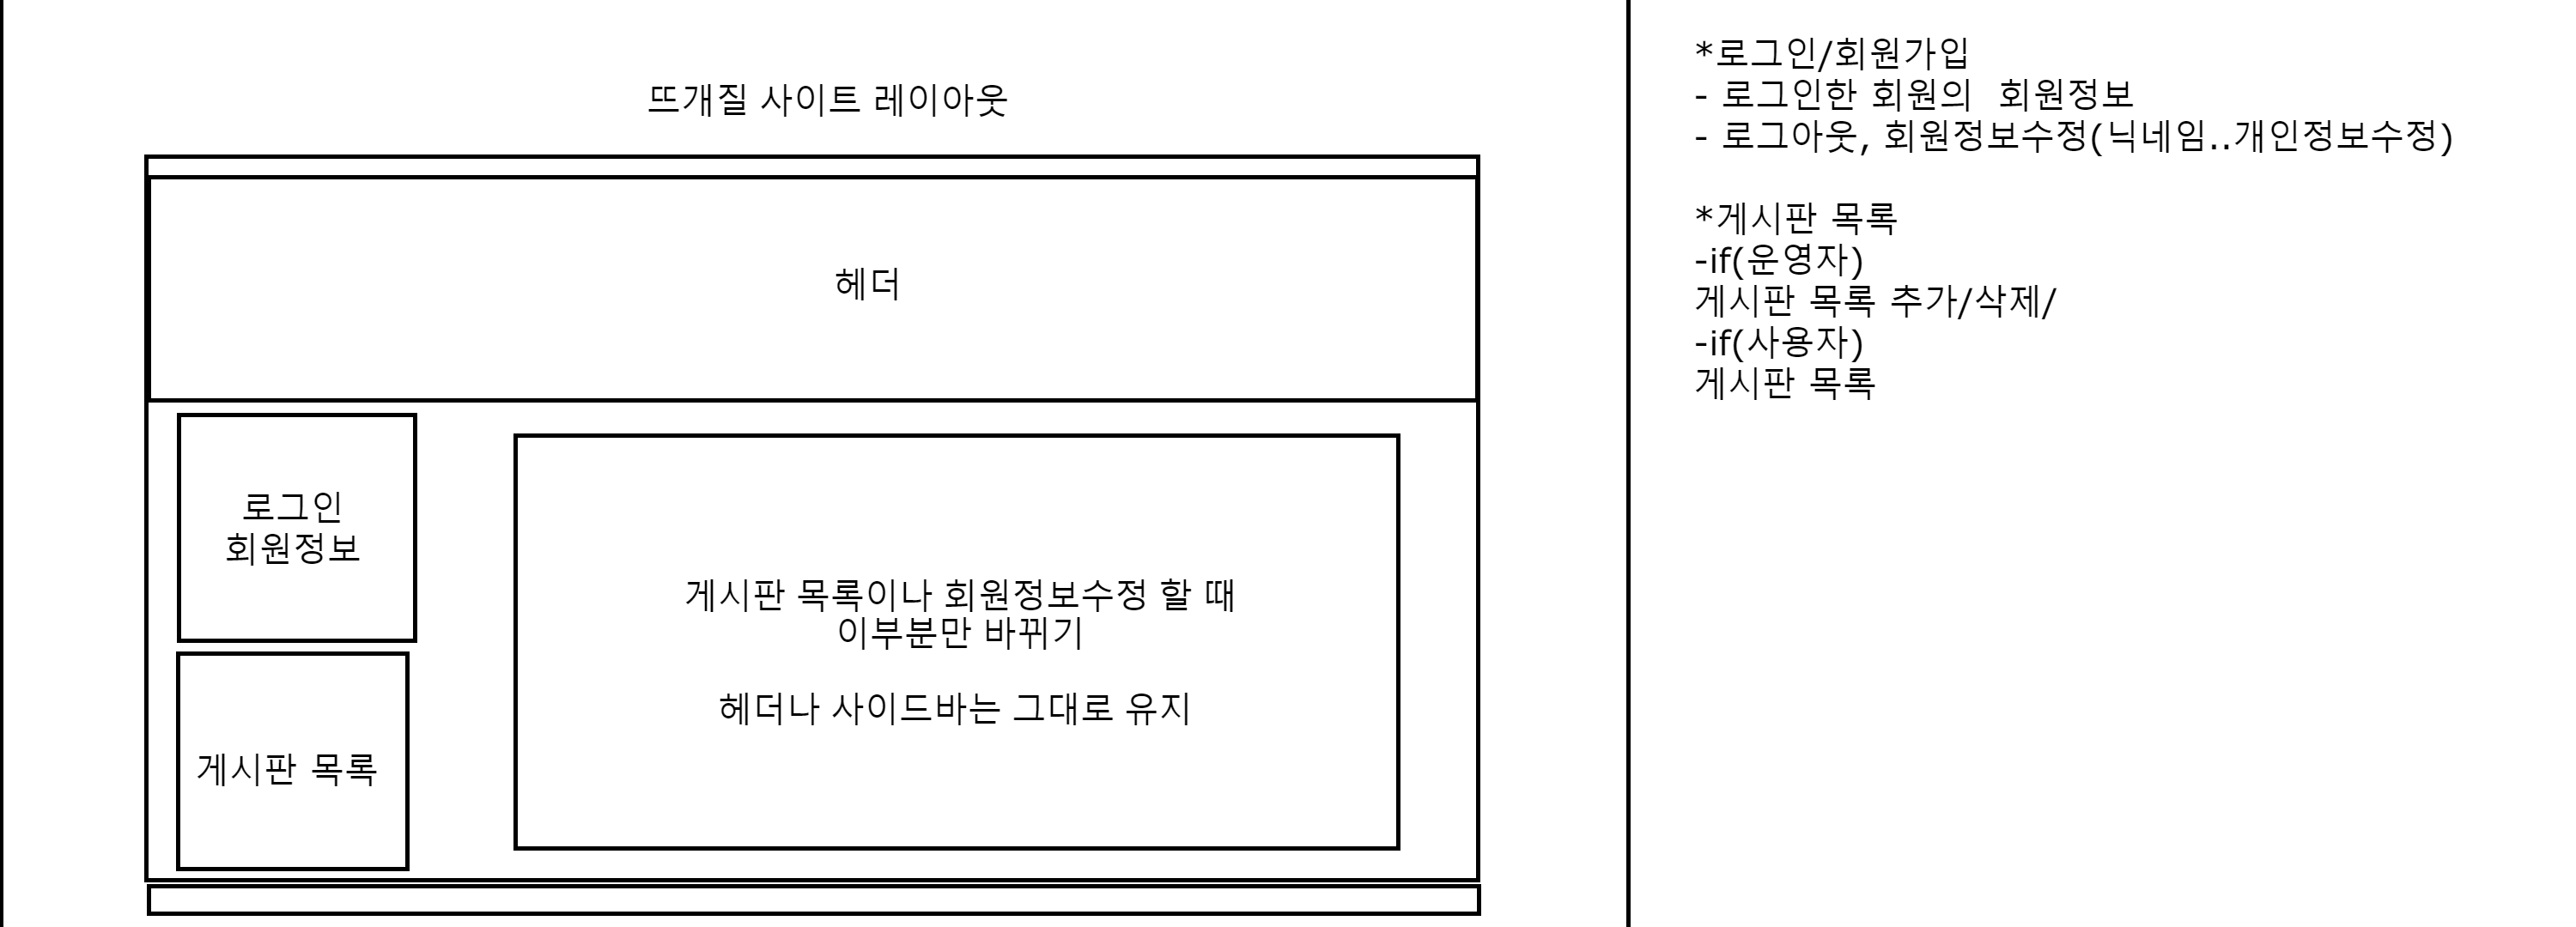 뜨개질 사이트 레이아웃
헤더
로그인
회원정보
게시판 목록
게시판 목록이나 회원정보수정 할 때
이부분만 바뀌기
헤더나 사이드바는 그대로 유지
*로그인/회원가입
- 로그인한 회원의  회원정보
- 로그아웃, 회원정보수정(닉네임..개인정보수정)
*게시판 목록
-if(운영자)
게시판 목록 추가/삭제/
-if(사용자)
게시판 목록